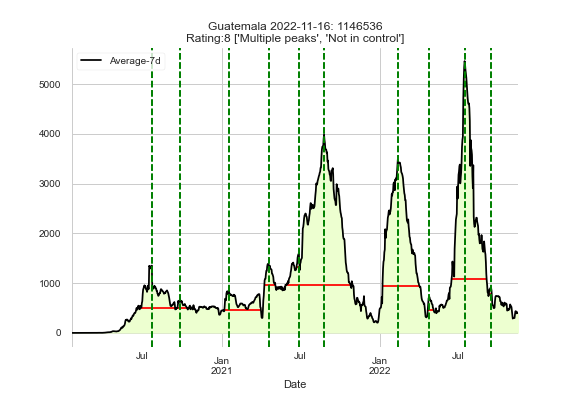 Guatemala 2022-11-16: 1146536
Rating:8 ['Multiple peaks', 'Not in control']
Average-7d
5000
4000
3000
2000
1000
0
Jul
Jan
2021
Jul
Jan
2022
Jul
Date